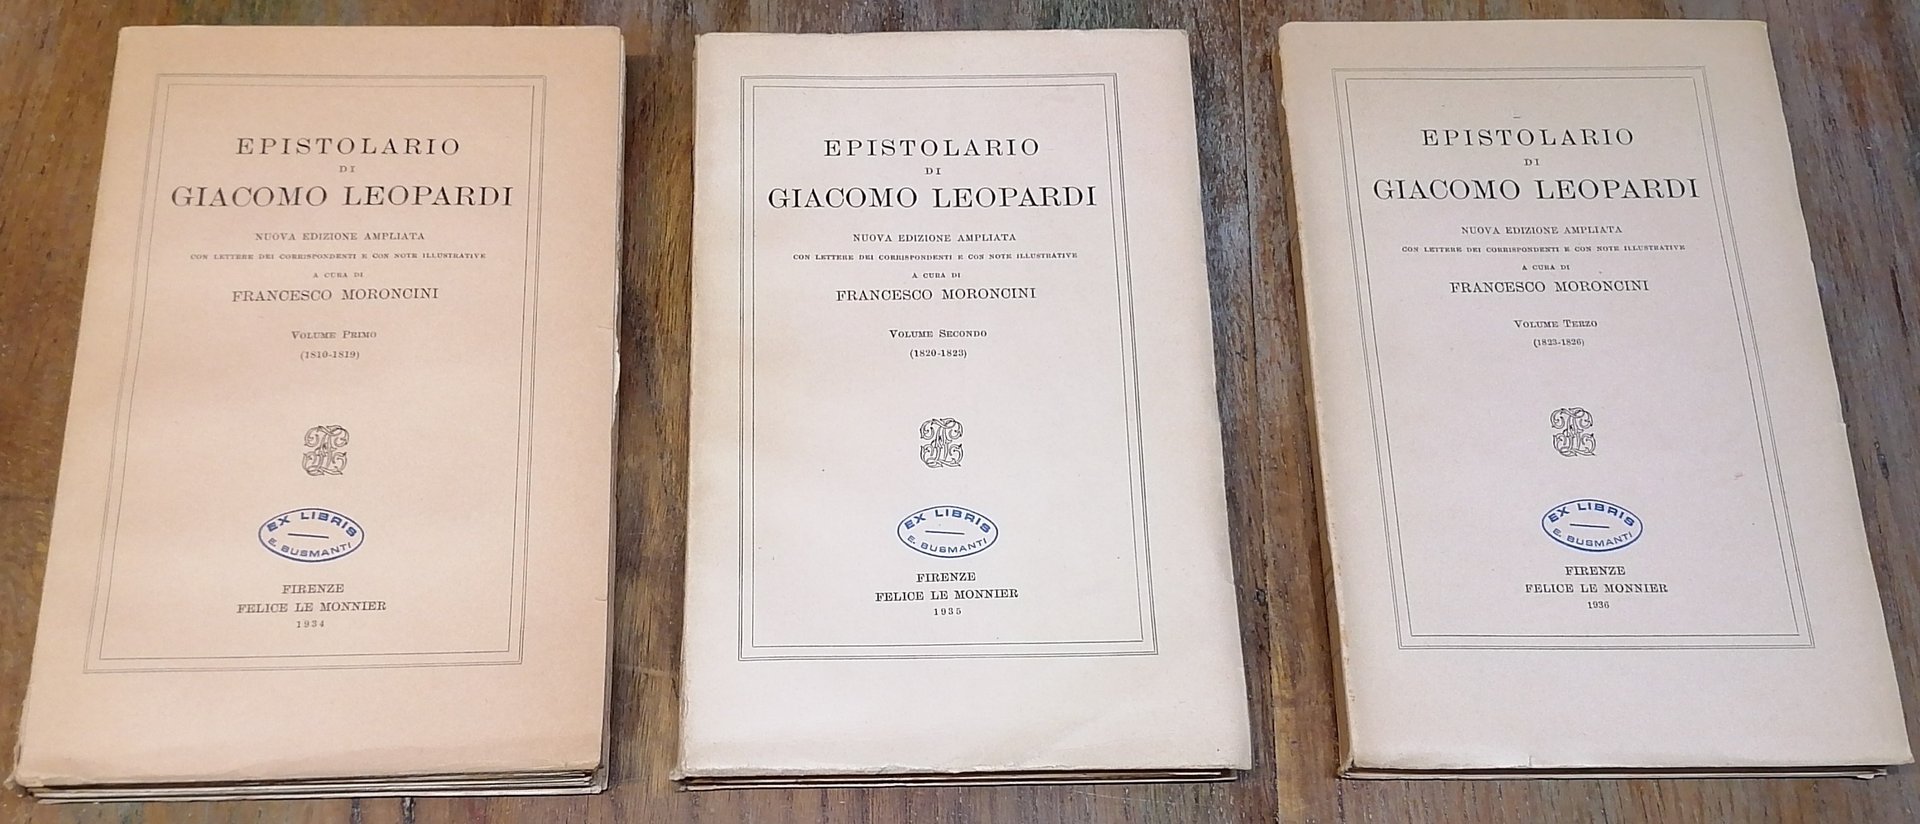 EPISTOLARIO
DI
GIACOMO LEOPARDI
NUOVA EDIZIONE AMPLIATA
CON LETTERE DEI CORRISPONDENTI E CON NOTE ILLUSTRATIVE
A CURA DI
FRANCESCO MORONCINI
VOLUME PRIMO
(1810-1819)
EX LIBRIS
E. BUSMANTI
FIRENZE
FELICE LE MONNIER
1934
EPISTOLARIO
DI
GIACOMO LEOPARDI
NUOVA EDIZIONE AMPLIATA
CON LETTERE DEI CORRISPONDENTI E CON NOTE ILLUSTRATIVE
A CURA DI
FRANCESCO MORONCINI
VOLUME SECONDO
(1820-1823)
EX LIBRIS
E. BUSMANTI
FIRENZE
FELICE LE MONNIER
1935
EPISTOLARIO
DI
GIACOMO LEOPARDI
NUOVA EDIZIONE AMPLIATA
CON LETTERE DEI CORRISPONDENTI E CON NOTE ILLUSTRATIVE
A CURA DI
FRANCESCO MORONCINI
VOLUME TERZO
(1823-1826)
EX LIBRIS
E. BUSMANTI
FIRENZE
FELICE LE MONNIER
1936